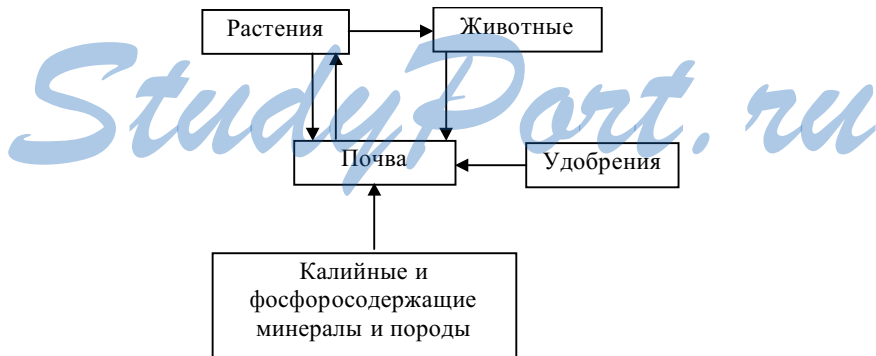 Растения
Животные
StudyPort.ru
Почва
Удобрения
Калийные и
фосфоросодержащие
минералы и породы